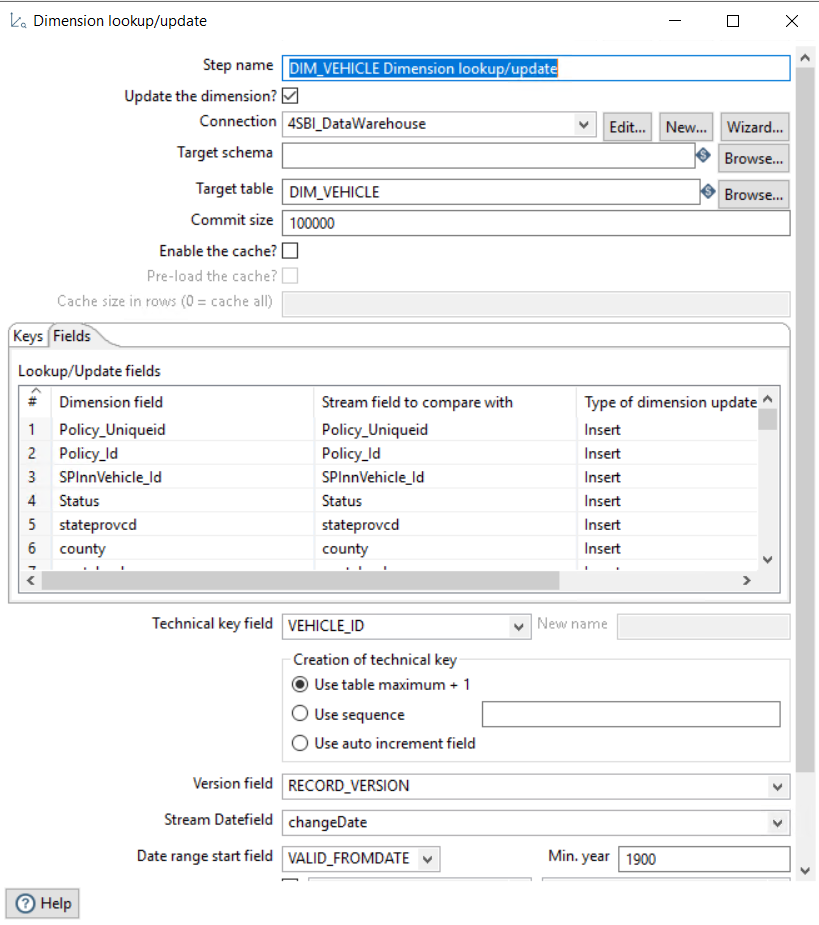 Dimension lookup/update
Step name DIM_VEHICLE Dimension lookup/update
Update the dimension?
Connection 4SBI_DataWarehouse Edit... New... Wizard...
Target schema Browse...
Target table DIM_VEHICLE Browse...
Commit size 100000
Enable the cache?
Pre-load the cache?
Cache size in rows (0 = cache all)
Keys Fields
Lookup/Update fields
# Dimension field Stream field to compare with Type of dimension update
1 Policy_Uniqueid Policy_Uniqueid Insert
2 Policy_Id Policy_Id Insert
3 SPInnVehicle_Id SPInnVehicle_Id Insert
4 Status Status Insert
5 stateprovcd stateprovcd Insert
6 county county Insert
Technical key field VEHICLE_ID New name
Creation of technical key
Use table maximum + 1
Use sequence
Use auto increment field
Version field RECORD_VERSION
Stream Datefield changeDate
Date range start field VALID_FROMDATE Min. year 1900
Help